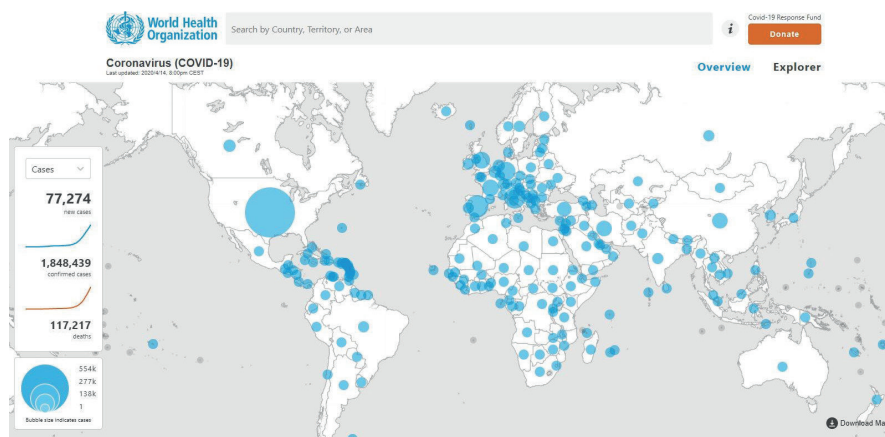 World Health
Organization
Search by Country, Territory, or Area
i
Covid-19 Response Fund
Donate
Coronavirus (COVID-19)
Last updated: 2020/4/14, 8:00pm CEST
Overview
Explorer
Cases
77,274
new cases
1,848,439
confirmed cases
117,217
deaths
554k
277k
138k
1
Bubble size indicates cases
Download Ma